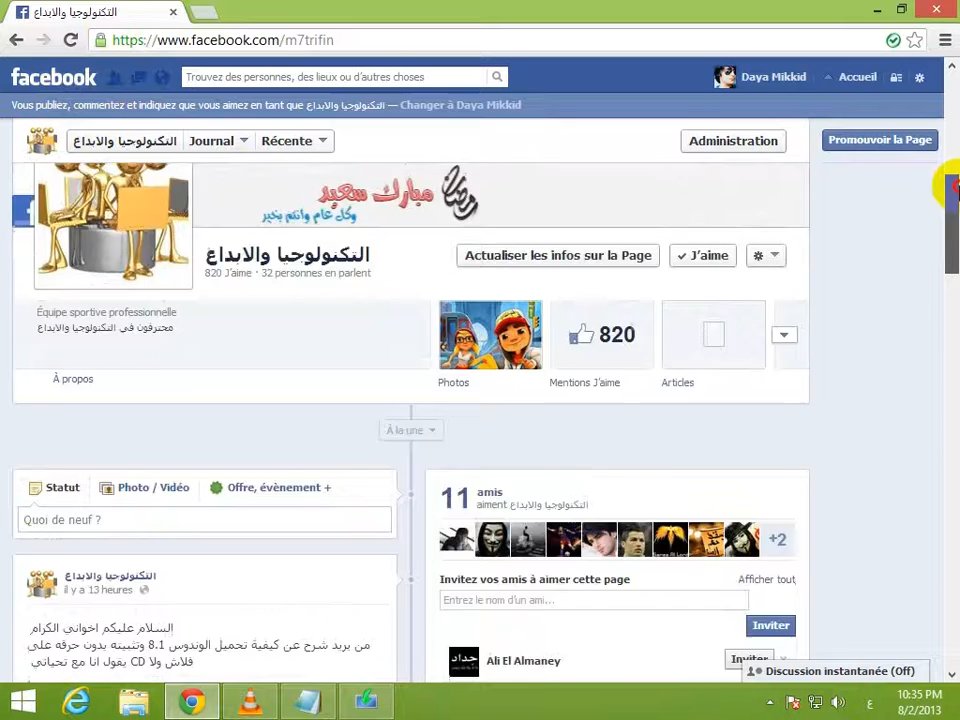 التكنولوجيا والابداع
https://www.facebook.com/m7trifin
facebook
Trouvez des personnes, des lieux ou d'autres choses
Daya Mikkid
Accueil
Vous publiez, commentez et indiquez que vous aimez en tant que التكنولوجيا والابداع — Changer à Daya Mikkid
التكنولوجيا والابداع
Journal
Récente
Administration
Promouvoir la Page
رمضان مبارك سعيد
وكل عام وانتم بخير
التكنولوجيا والابداع
820 J'aime · 32 personnes en parlent
Actualiser les infos sur la Page
J'aime
Équipe sportive professionnelle
محترفون في التكنولوجيا والابداع
À propos
820
Photos
Mentions J'aime
Articles
À la une
Statut
Photo / Vidéo
Offre, évènement +
Quoi de neuf ?
11 amis
aiment التكنولوجيا والابداع
+2
Invitez vos amis à aimer cette page
Afficher tout
Entrez le nom d'un ami...
Inviter
Ali El Almaney
Inviter
التكنولوجيا والابداع
il y a 13 heures
السلام عليكم اخواني الكرام
من يريد شرح عن كيفية تحميل الوندوس 8.1 وتثبيته بدون حرقه على
فلاش ولا CD يقول انا مع تحياتي
Discussion instantanée (Off)
ع
10:35 PM
8/2/2013